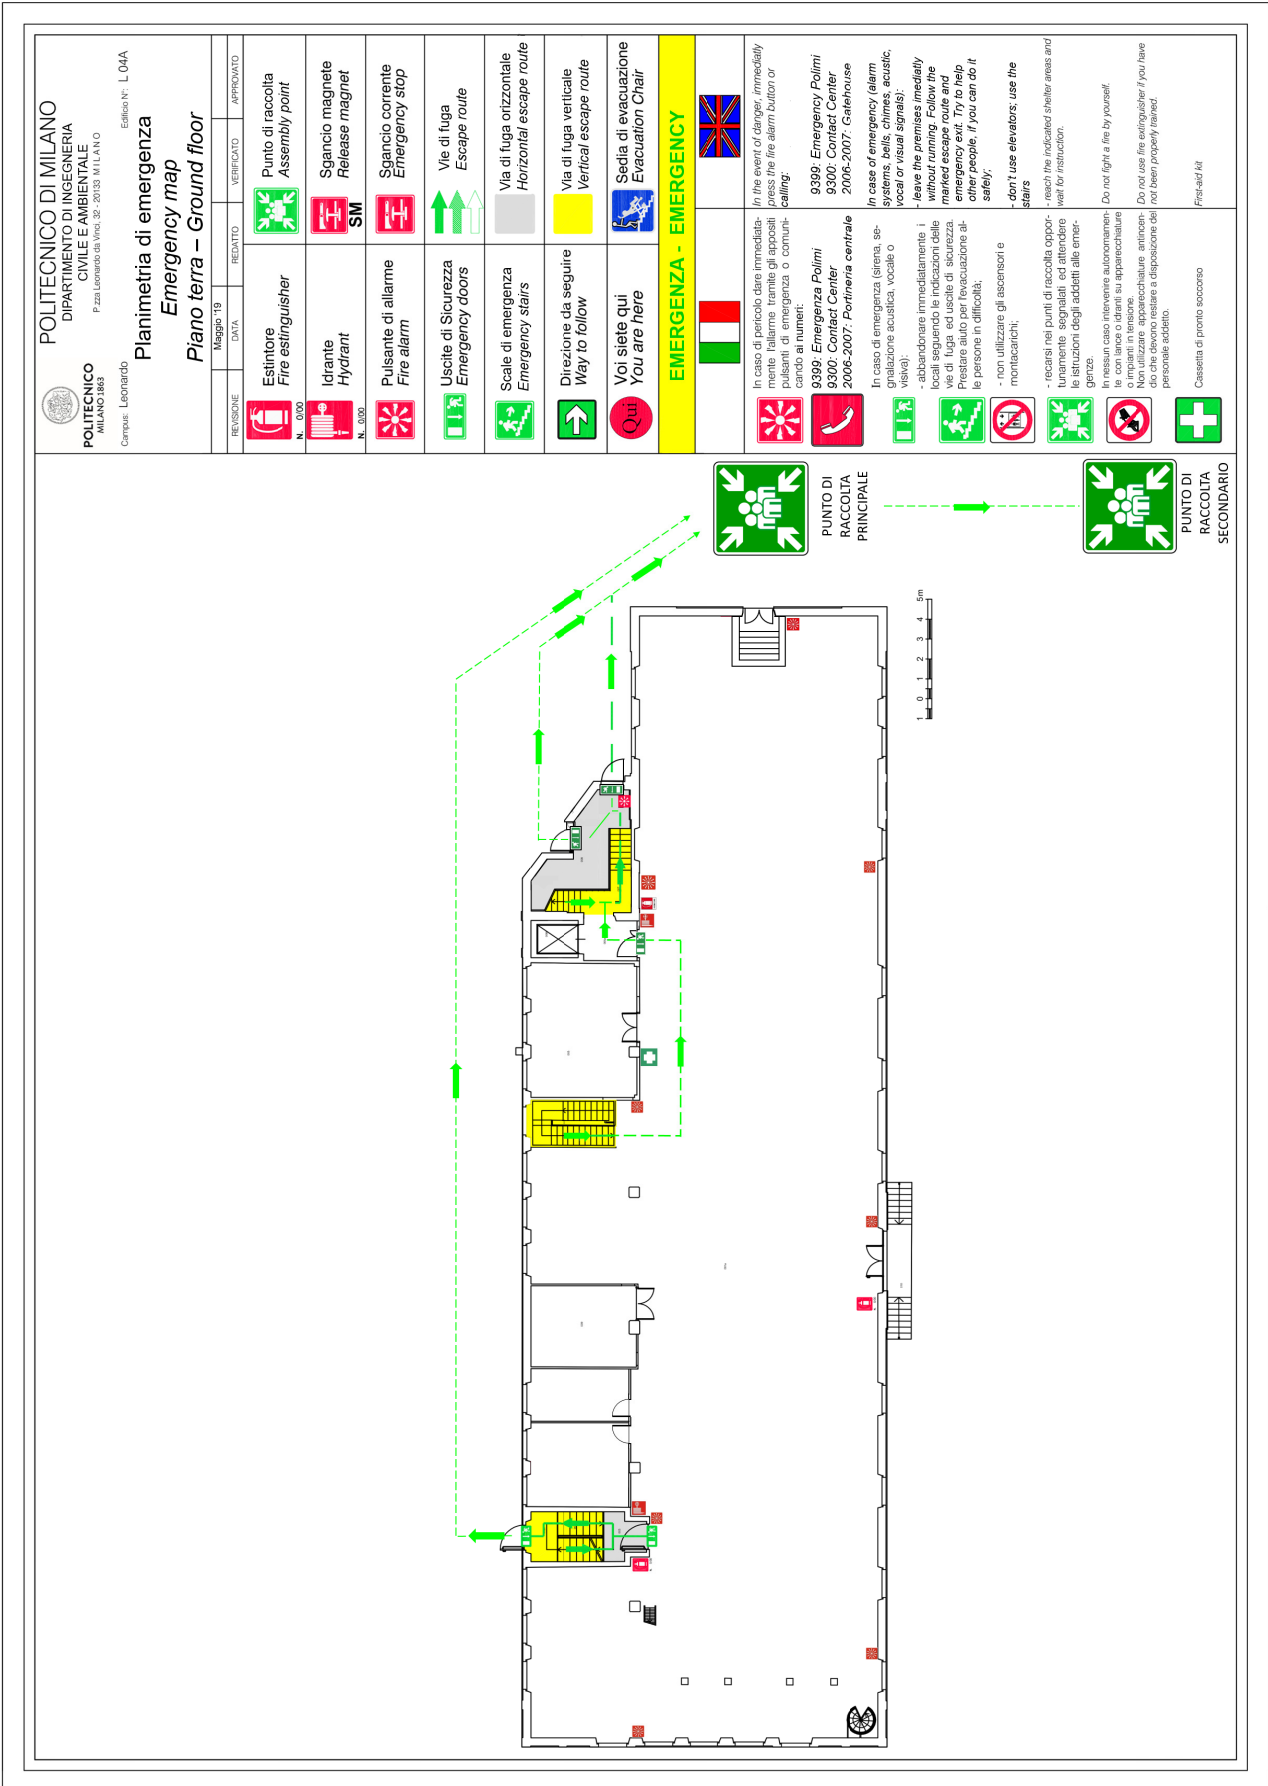 POLITECNICO DI MILANO
DIPARTIMENTO DI INGEGNERIA
CIVILE E AMBIENTALE
P.zza Leonardo da Vinci, 32 - 20133 M I L A N O
POLITECNICO
MILANO 1863
Campus: Leonardo
Edificio N°: L 04A
Planimetria di emergenza
Emergency map
Piano terra – Ground floor
Maggio '19
REVISIONE DATA REDATTO VERIFICATO APPROVATO
Estintore
Fire estinguisher
N. 0/00
Punto di raccolta
Assembly point
Idrante
Hydrant
N. 0/00
Sgancio magnete
Release magnet
SM
Pulsante di allarme
Fire alarm
Sgancio corrente
Emergency stop
Uscite di Sicurezza
Emergency doors
Vie di fuga
Escape route
Scale di emergenza
Emergency stairs
Via di fuga orizzontale
Horizontal escape route
Direzione da seguire
Way to follow
Via di fuga verticale
Vertical escape route
Qui
Voi siete qui
You are here
Sedia di evacuazione
Evacuation Chair
EMERGENZA - EMERGENCY
In caso di pericolo dare immediata-
mente l'allarme tramite gli appositi
pulsanti di emergenza o comuni-
cando ai numeri:
9399: Emergenza Polimi
9300: Contact Center
2006-2007: Portineria centrale
In caso di emergenza (sirena, se-
gnalazione acustica, vocale o
visiva):
- abbandonare immediatamente i
locali seguendo le indicazioni delle
vie di fuga ed uscite di sicurezza.
Prestare aiuto per l'evacuazione al-
le persone in difficoltà;
- non utilizzare gli ascensori e
montacarichi;
- recarsi nei punti di raccolta oppor-
tunamente segnalati ed attendere
le istruzioni degli addetti alle emer-
genze.
In nessun caso intervenire autonomamen-
te con lance o idranti su apparecchiature
o impianti in tensione.
Non utilizzare apparecchiature antincen-
dio che devono restare a disposizione del
personale addetto.
Cassetta di pronto soccorso
In the event of danger, immediatly
press the fire alarm button or
calling:
9399: Emergency Polimi
9300: Contact Center
2006-2007: Gatehouse
In case of emergency (alarm
systems, bells, chimes, acustic,
vocal or visual signals):
- leave the premises imediatly
without running. Follow the
marked escape route and
emergency exit. Try to help
other people, if you can do it
safely;
- don't use elevators; use the
stairs
- reach the indicated shelter areas and
wait for instruction.
Do not fight a fire by yourself.
Do not use fire extinguisher if you have
not been properly trained.
First-aid kit
PUNTO DI
RACCOLTA
PRINCIPALE
PUNTO DI
RACCOLTA
SECONDARIO
1 0 1 2 3 4 5m